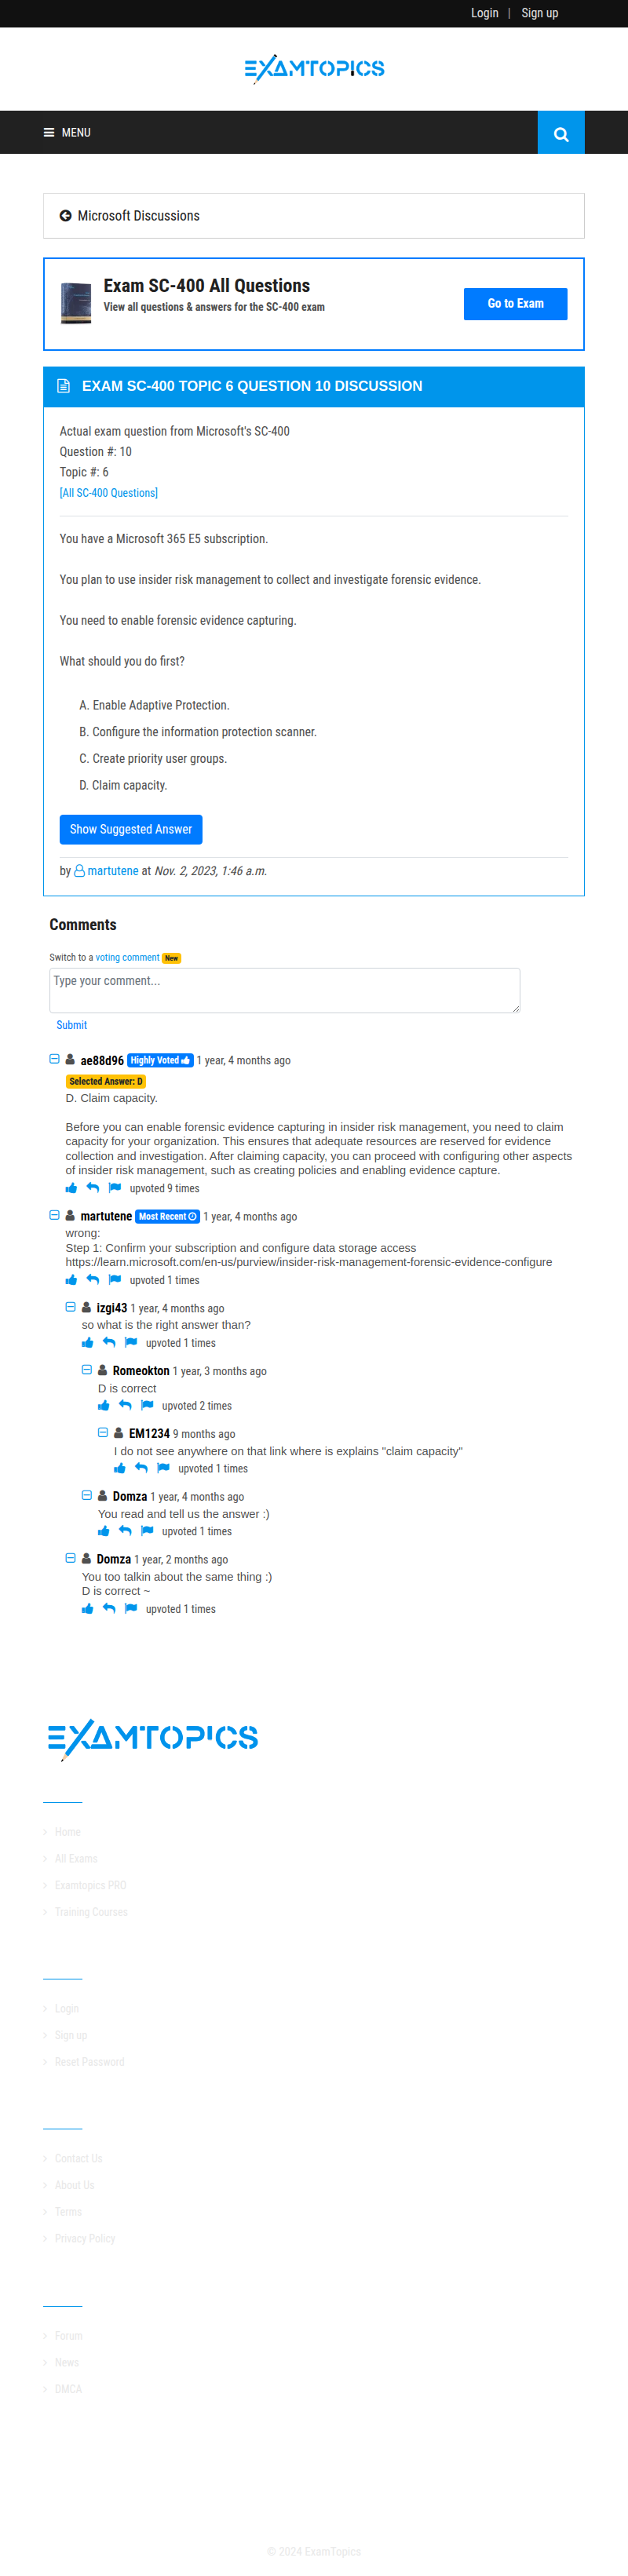 Login | Sign up
EXAMTOPICS
MENU
Microsoft Discussions
Exam SC-400 All Questions
View all questions & answers for the SC-400 exam
Go to Exam
EXAM SC-400 TOPIC 6 QUESTION 10 DISCUSSION
Actual exam question from Microsoft's SC-400
Question #: 10
Topic #: 6
[All SC-400 Questions]
You have a Microsoft 365 E5 subscription.
You plan to use insider risk management to collect and investigate forensic evidence.
You need to enable forensic evidence capturing.
What should you do first?
A. Enable Adaptive Protection.
B. Configure the information protection scanner.
C. Create priority user groups.
D. Claim capacity.
Show Suggested Answer
by martutene at Nov. 2, 2023, 1:46 a.m.
Comments
Switch to a voting comment New
Type your comment...
Submit
ae88d96 Highly Voted 1 year, 4 months ago
Selected Answer: D
D. Claim capacity.
Before you can enable forensic evidence capturing in insider risk management, you need to claim
capacity for your organization. This ensures that adequate resources are reserved for evidence
collection and investigation. After claiming capacity, you can proceed with configuring other aspects
of insider risk management, such as creating policies and enabling evidence capture.
upvoted 9 times
martutene Most Recent 1 year, 4 months ago
wrong:
Step 1: Confirm your subscription and configure data storage access
https://learn.microsoft.com/en-us/purview/insider-risk-management-forensic-evidence-configure
upvoted 1 times
izgi43 1 year, 4 months ago
so what is the right answer than?
upvoted 1 times
Romeokton 1 year, 3 months ago
D is correct
upvoted 2 times
EM1234 9 months ago
I do not see anywhere on that link where is explains "claim capacity"
upvoted 1 times
Domza 1 year, 4 months ago
You read and tell us the answer :)
upvoted 1 times
Domza 1 year, 2 months ago
You too talkin about the same thing :)
D is correct ~
upvoted 1 times
EXAMTOPICS
Home
All Exams
Examtopics PRO
Training Courses
Login
Sign up
Reset Password
Contact Us
About Us
Terms
Privacy Policy
Forum
News
DMCA
© 2024 ExamTopics